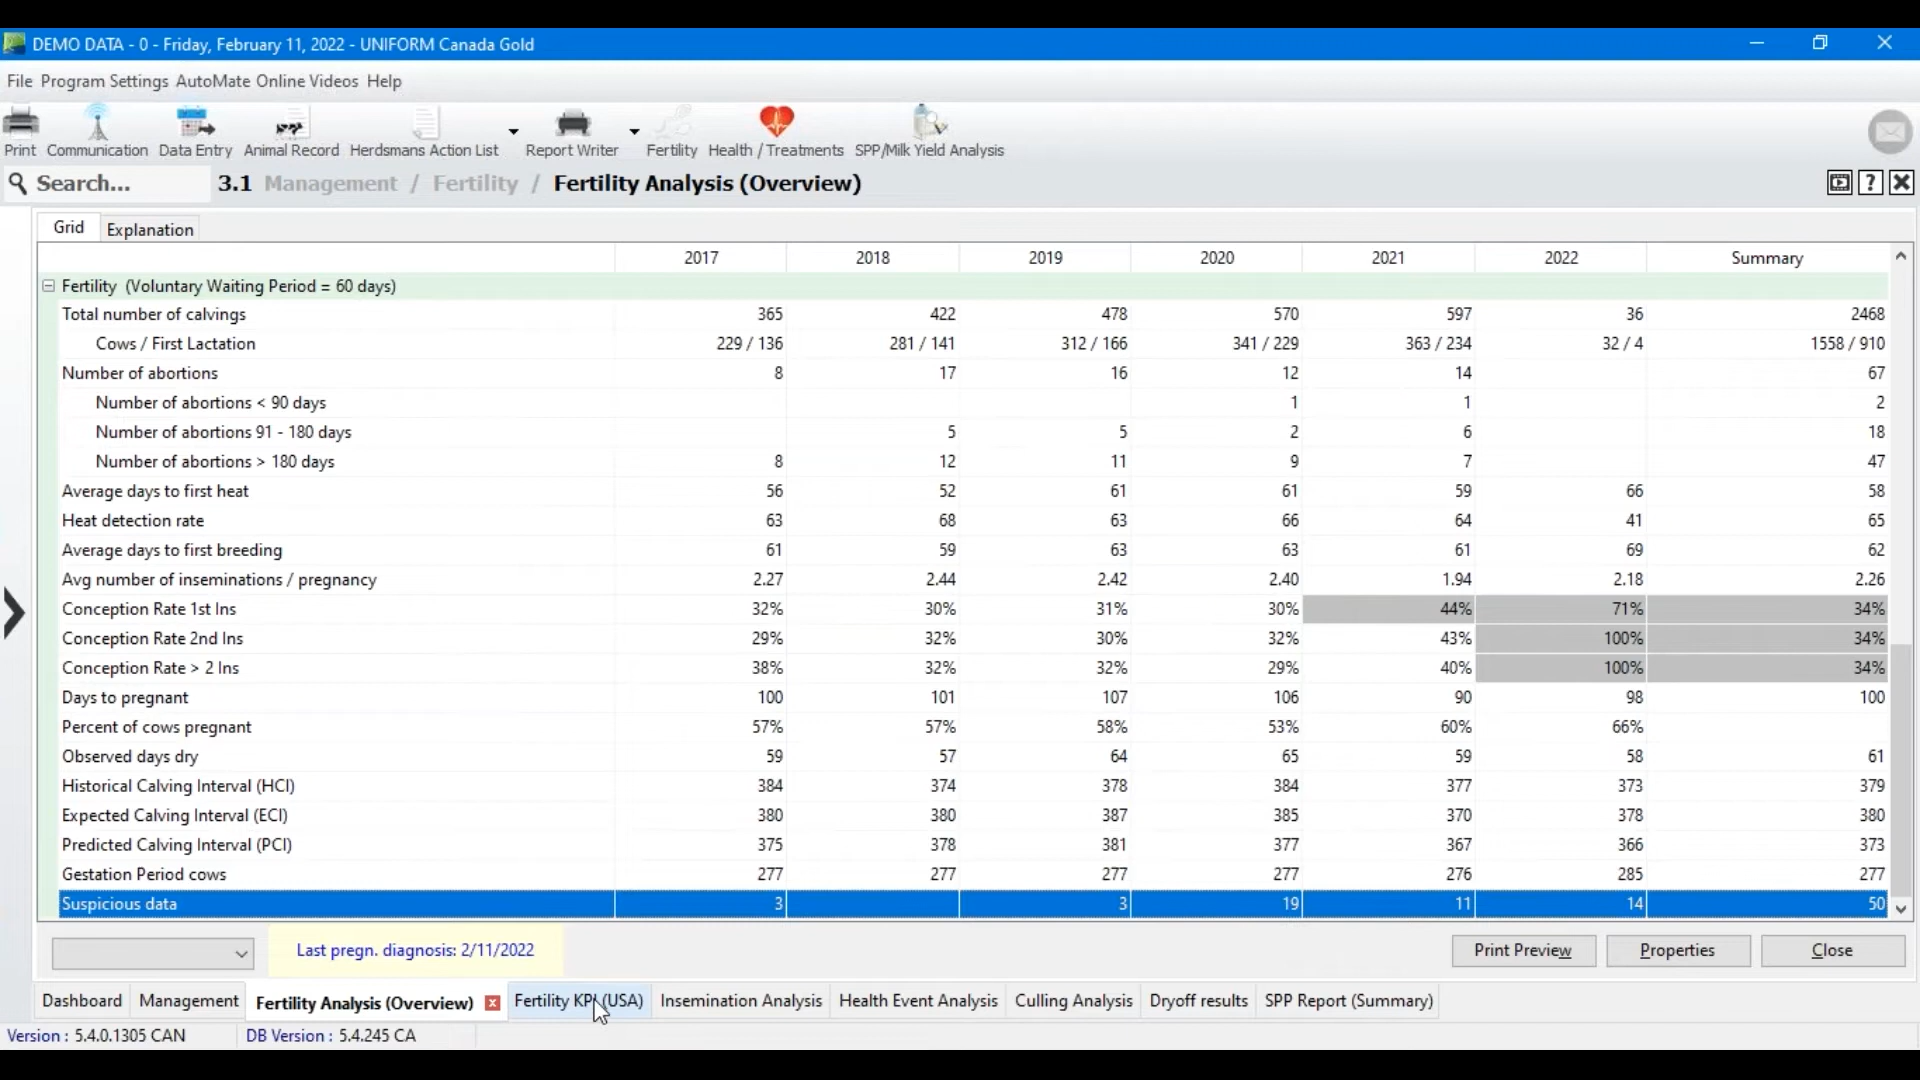 DEMO DATA - 0 - Friday, February 11, 2022 - UNIFORM Canada Gold
File Program Settings AutoMate Online Videos Help
Print Communication Data Entry Animal Record Herdsmans Action List Report Writer Fertility Health / Treatments SPP/Milk Yield Analysis
Search... 3.1 Management / Fertility / Fertility Analysis (Overview)
Grid Explanation
2017 2018 2019 2020 2021 2022 Summary
Fertility (Voluntary Waiting Period = 60 days)
Total number of calvings 365 422 478 570 597 36 2468
Cows / First Lactation 229 / 136 281 / 141 312 / 166 341 / 229 363 / 234 32 / 4 1558 / 910
Number of abortions 8 17 16 12 14 67
Number of abortions < 90 days 1 1 2
Number of abortions 91 - 180 days 5 5 2 6 18
Number of abortions > 180 days 8 12 11 9 7 47
Average days to first heat 56 52 61 61 59 66 58
Heat detection rate 63 68 63 66 64 41 65
Average days to first breeding 61 59 63 63 61 69 62
Avg number of inseminations / pregnancy 2.27 2.44 2.42 2.40 1.94 2.18 2.26
Conception Rate 1st Ins 32% 30% 31% 30% 44% 71% 34%
Conception Rate 2nd Ins 29% 32% 30% 32% 43% 100% 34%
Conception Rate > 2 Ins 38% 32% 32% 29% 40% 100% 34%
Days to pregnant 100 101 107 106 90 98 100
Percent of cows pregnant 57% 57% 58% 53% 60% 66%
Observed days dry 59 57 64 65 59 58 61
Historical Calving Interval (HCI) 384 374 378 384 377 373 379
Expected Calving Interval (ECI) 380 380 387 385 370 378 380
Predicted Calving Interval (PCI) 375 378 381 377 367 366 373
Gestation Period cows 277 277 277 277 276 285 277
Suspicious data 3 3 19 11 14 50
Last pregn. diagnosis: 2/11/2022 Print Preview Properties Close
Dashboard Management Fertility Analysis (Overview) Fertility KPI (USA) Insemination Analysis Health Event Analysis Culling Analysis Dryoff results SPP Report (Summary)
Version : 5.4.0.1305 CAN DB Version : 5.4.245 CA